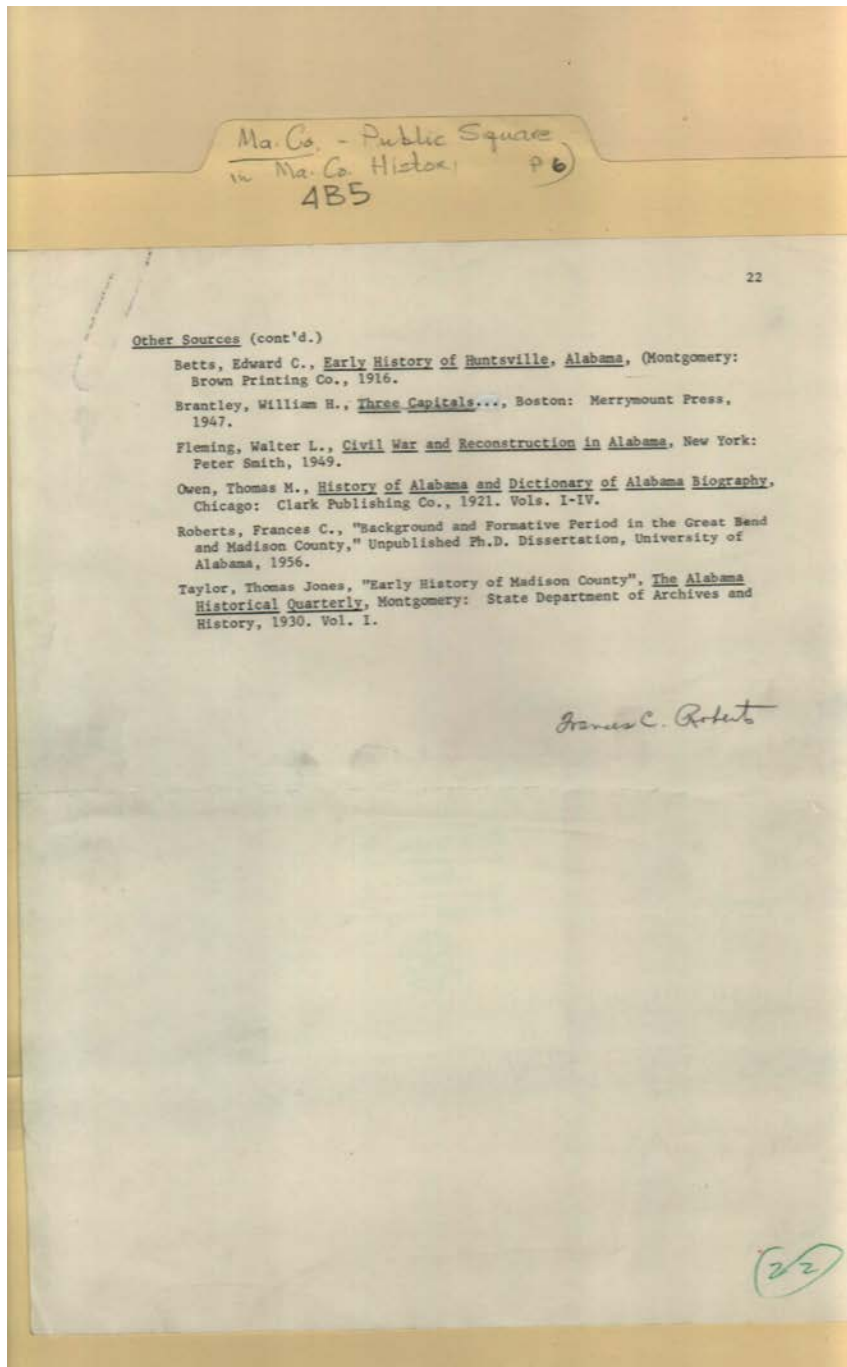 Ma. Co. - Public Square
in Ma. Co. Histor P 6)
4B5
22
Other Sources (cont'd.)
Betts, Edward C., Early History of Huntsville, Alabama, (Montgomery:
Brown Printing Co., 1916.
Brantley, William H., Three Capitals..., Boston: Merrymount Press,
1947.
Fleming, Walter L., Civil War and Reconstruction in Alabama, New York:
Peter Smith, 1949.
Owen, Thomas M., History of Alabama and Dictionary of Alabama Biography,
Chicago: Clark Publishing Co., 1921. Vols. I-IV.
Roberts, Frances C., "Background and Formative Period in the Great Bend
and Madison County," Unpublished Ph.D. Dissertation, University of
Alabama, 1956.
Taylor, Thomas Jones, "Early History of Madison County", The Alabama
Historical Quarterly, Montgomery: State Department of Archives and
History, 1930. Vol. I.
Frances C. Roberts
(22)